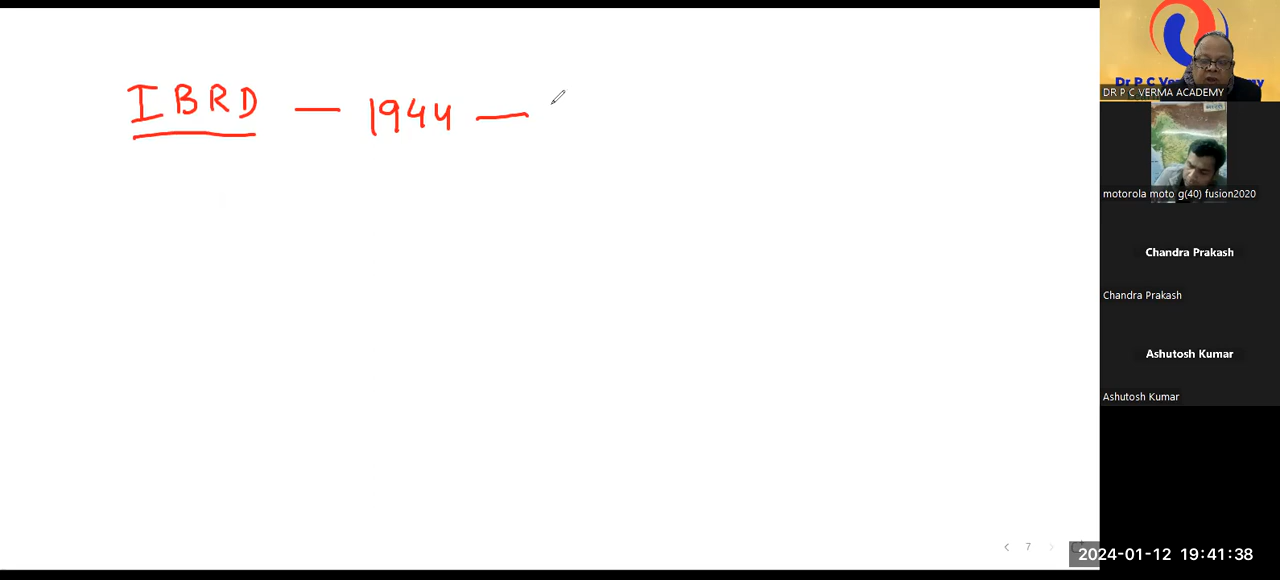 IBRD — 1944 —
DR P C VERMA ACADEMY
motorola moto g(40) fusion2020
Chandra Prakash
Chandra Prakash
Ashutosh Kumar
Ashutosh Kumar
7
2024-01-12 19:41:38